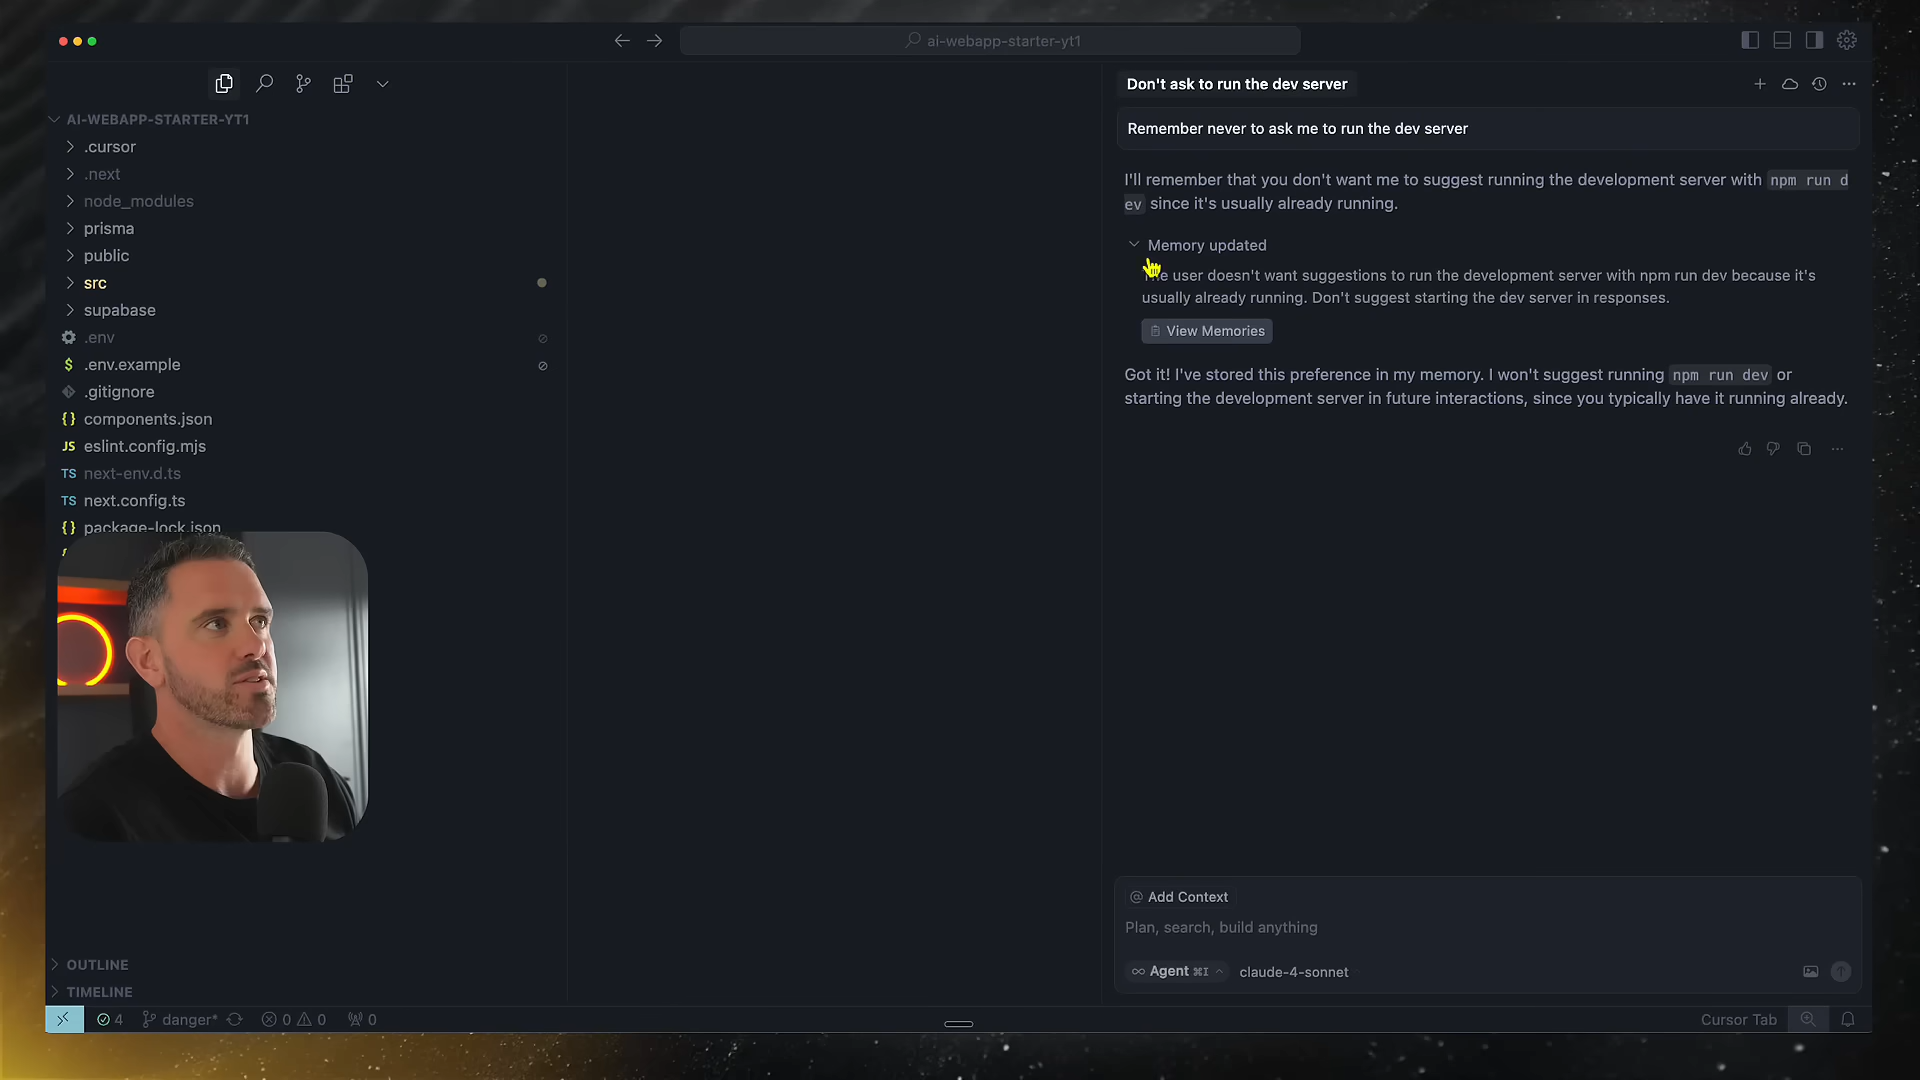 ai-webapp-starter-yt1
AI-WEBAPP-STARTER-YT1
.cursor
.next
node_modules
prisma
public
src
supabase
.env
$ .env.example
.gitignore
{} components.json
JS eslint.config.mjs
TS next-env.d.ts
TS next.config.ts
{} package-lock.json
OUTLINE
TIMELINE
4
danger*
0
0
0
Don't ask to run the dev server
Remember never to ask me to run the dev server
I'll remember that you don't want me to suggest running the development server with npm run d
ev since it's usually already running.
Memory updated
user doesn't want suggestions to run the development server with npm run dev because it's
usually already running. Don't suggest starting the dev server in responses.
View Memories
Got it! I've stored this preference in my memory. I won't suggest running npm run dev or
starting the development server in future interactions, since you typically have it running already.
@ Add Context
Plan, search, build anything
∞ Agent ⌘I
claude-4-sonnet
Cursor Tab